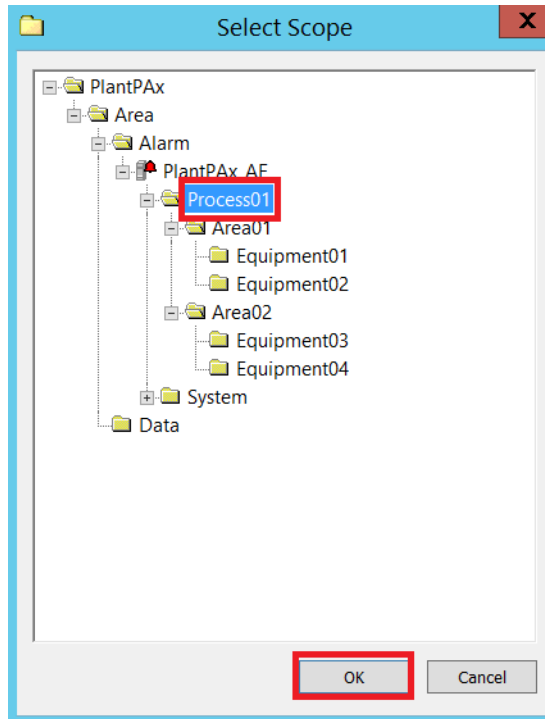 Select Scope
X
PlantPAx
Area
Alarm
PlantPAx_AE
Process01
Area01
Equipment01
Equipment02
Area02
Equipment03
Equipment04
System
Data
OK
Cancel